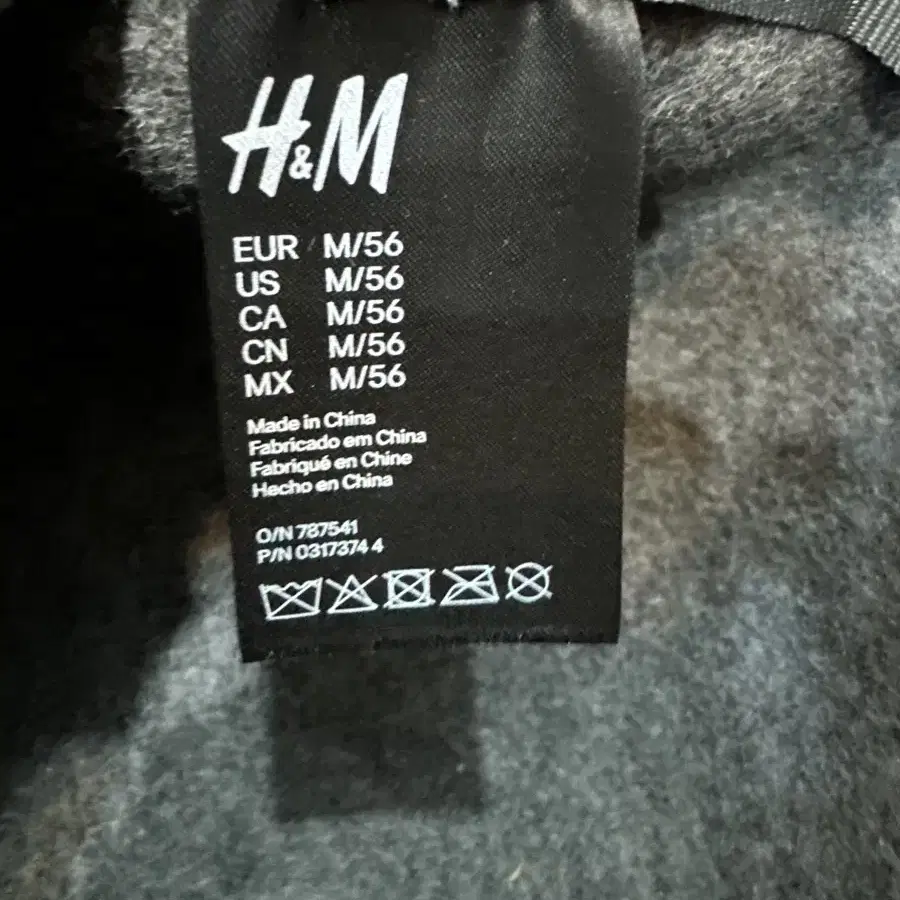 H&M
EUR M/56
US M/56
CA M/56
CN M/56
MX M/56
Made in China
Fabricado em China
Fabriqué en Chine
Hecho en China
O/N 787541
P/N 0317374 4